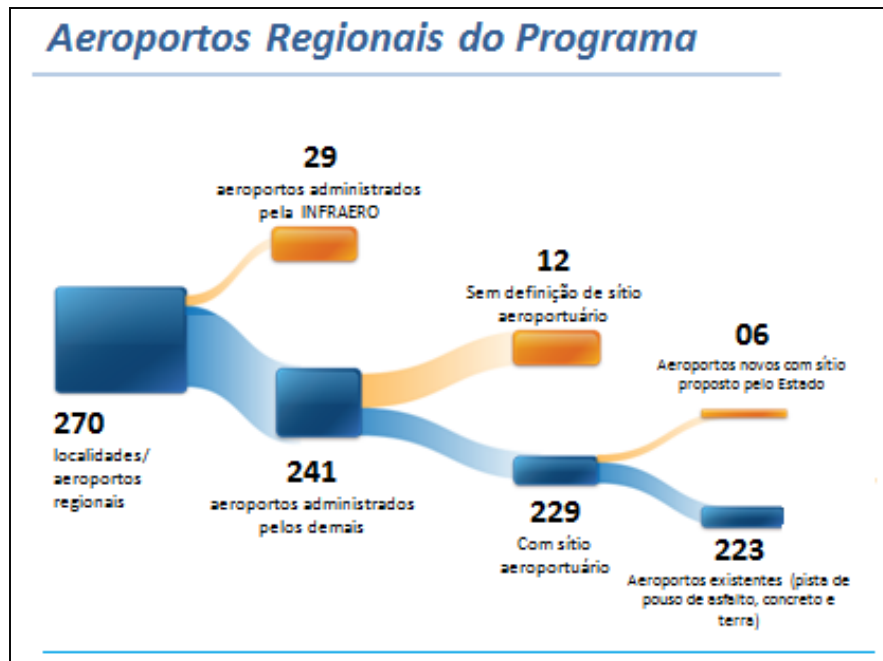 Aeroportos Regionais do Programa
29
aeroportos administrados
pela INFRAERO
12
Sem definição de sítio
aeroportuário
06
Aeroportos novos com sítio
proposto pelo Estado
270
localidades/
aeroportos
regionais
241
aeroportos administrados
pelos demais
229
Com sítio
aeroportuário
223
Aeroportos existentes (pista de
pouso de asfalto, concreto e
terra)